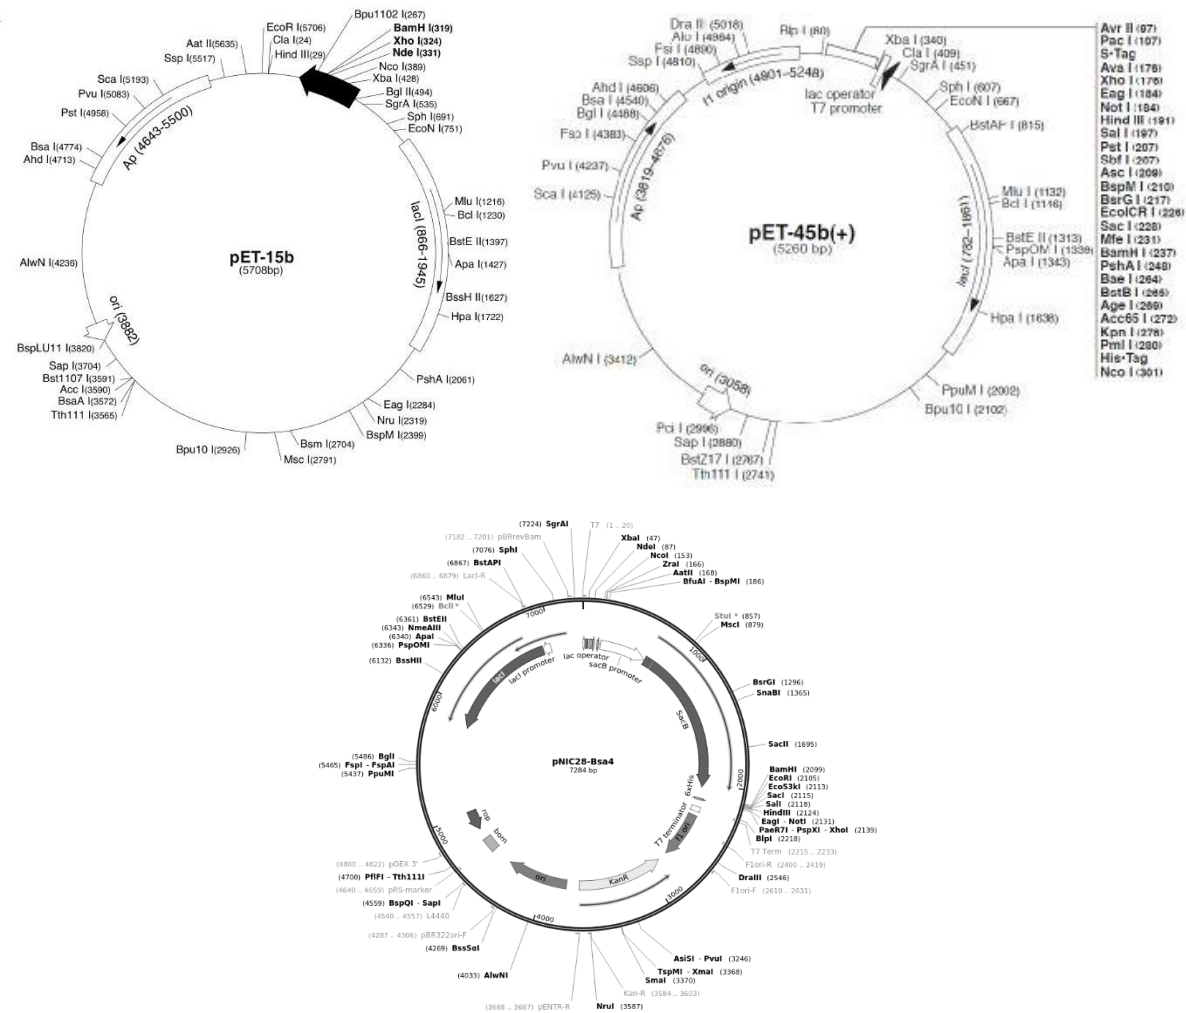 Bpu1102 I(267)
EcoR I(5706)
BamH I(319)
Cla I(24)
Xho I(324)
Aat II(5635)
Hind III(29)
Nde I(331)
Ssp I(5517)
Nco I(389)
Xba I(428)
Sca I(5193)
Bgl II(494)
Pvu I(5083)
SgrA I(535)
Pst I(4958)
Sph I(691)
EcoN I(751)
Ap (4643-5500)
Bsa I(4774)
Ahd I(4713)
Mlu I(1216)
Bcl I(1230)
lacI (866-1945)
BstE II(1397)
pET-15b
(5708bp)
Apa I(1427)
AlwN I(4236)
BssH II(1627)
Hpa I(1722)
ori (3882)
BspLU11 I(3820)
Sap I(3704)
Bst1107 I(3591)
Acc I(3590)
BsaA I(3572)
Tth111 I(3565)
PshA I(2061)
Eag I(2284)
Nru I(2319)
BspM I(2399)
Bpu10 I(2926)
Bsm I(2704)
Msc I(2791)
Dra III (5018)
Alo I (4984)
Fsi I (4890)
Ssp I (4810)
Blp I (80)
Xba I (340)
Cla I (409)
SgrA I (451)
f1 origin (4801–5248)
lac operator
T7 promoter
Ahd I (4606)
Bsa I (4540)
Bgl I (4488)
Fsp I (4383)
Sph I (607)
EcoN I (667)
BstAP I (815)
Pvu I (4237)
Sca I (4125)
Ap (3819–4676)
Mlu I (1132)
Bcl I (1146)
pET-45b(+)
(5260 bp)
BstE II (1313)
PspOM I (1339)
Apa I (1343)
lacI (782–1861)
Hpa I (1638)
AlwN I (3412)
ori (3058)
PpuM I (2002)
Bpu10 I (2102)
Pci I (2996)
Sap I (2880)
BstZ17 I (2767)
Tth111 I (2741)
Avr II (97)
Pac I (107)
S•Tag
Ava I (176)
Xho I (176)
Eag I (184)
Not I (184)
Hind III (191)
Sal I (197)
Pst I (207)
Sbf I (207)
Asc I (209)
BspM I (210)
BsrG I (217)
EcoICR I (226)
Sac I (228)
Mfe I (231)
BamH I (237)
PshA I (248)
Bae I (264)
BstB I (265)
Age I (269)
Acc65 I (272)
Kpn I (276)
Pml I (280)
His•Tag
Nco I (301)
(7224) SgrAI
T7 (1 .. 20)
(7182 .. 7201) pBRrevBam
XbaI (47)
(7076) SphI
NdeI (87)
(6867) BstAPI
NcoI (153)
(6860 .. 6879) LacI-R
ZraI (166)
AatII (168)
BfuAI - BspMI (186)
(6543) MluI
(6529) BclI *
StuI * (857)
MscI (879)
(6361) BstEII
(6343) NmeAIII
(6340) ApaI
(6336) PspOMI
(6132) BssHII
7000
1000
lac operator
sacB promoter
lacI promoter
lacI
6000
BsrGI (1296)
SnaBI (1365)
SacB
SacII (1695)
(5486) BglI
(5465) FspI - FspAI
(5437) PpuMI
pNIC28-Bsa4
7284 bp
2000
BamHI (2099)
EcoRI (2105)
Eco53kI (2113)
SacI (2115)
SalI (2118)
HindIII (2124)
EagI - NotI (2131)
PaeR7I - PspXI - XhoI (2139)
BlpI (2218)
T7 Term (2215 .. 2233)
F1ori-R (2400 .. 2419)
DraIII (2546)
F1ori-F (2610 .. 2631)
6xHis
T7 terminator
f1 ori
rop
bom
5000
ori
KanR
3000
4000
(4800 .. 4822) pGEX 3'
(4700) PflFI - Tth111I
(4640 .. 4659) pRS-marker
(4559) BspQI - SapI
(4540 .. 4557) L4440
(4287 .. 4306) pBR322ori-F
(4269) BssSαI
(4033) AlwNI
AsiSI - PvuI (3246)
TspMI - XmaI (3368)
SmaI (3370)
Kan-R (3584 .. 3603)
(3668 .. 3687) pENTR-R
NruI (3587)